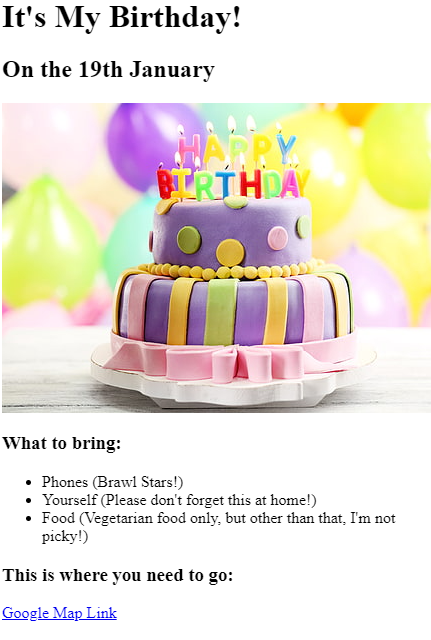 It's My Birthday!
On the 19th January
HAPPY
BIRTHDAY
What to bring:
Phones (Brawl Stars!)
Yourself (Please don't forget this at home!)
Food (Vegetarian food only, but other than that, I'm not
picky!)
This is where you need to go:
Google Map Link